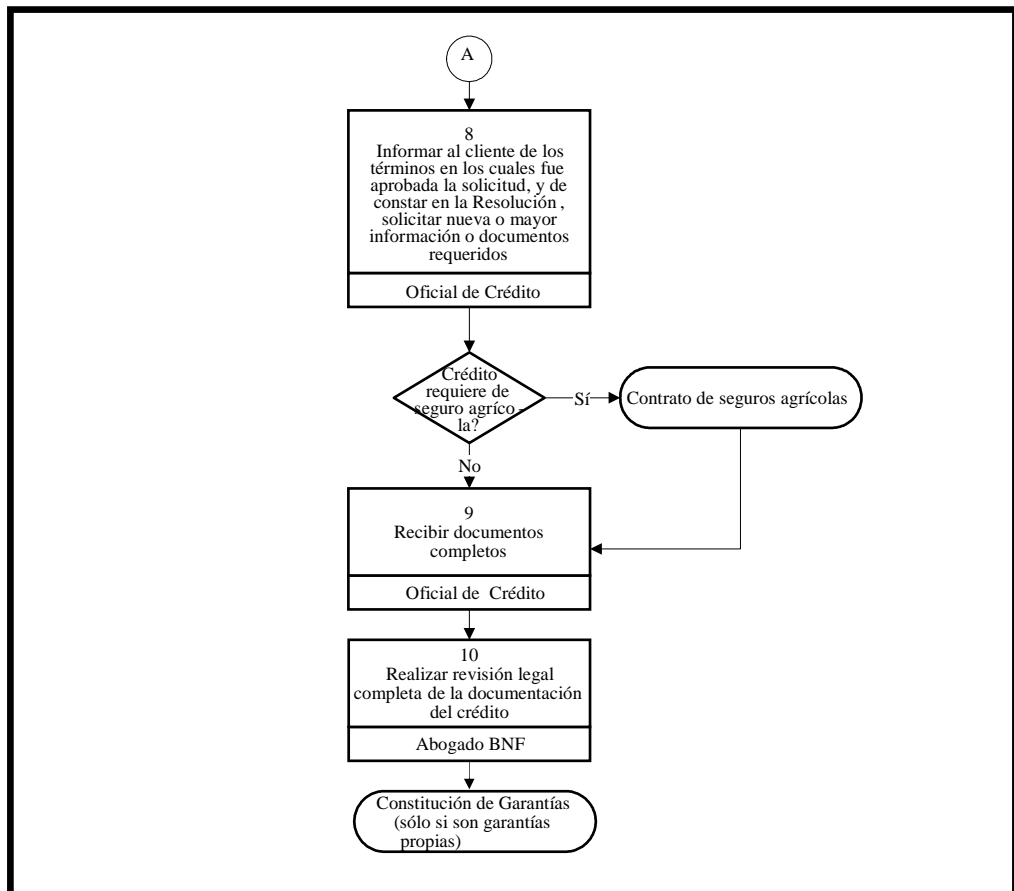 A
8
Informar al cliente de los
términos en los cuales fue
aprobada la solicitud, y de
constar en la Resolución ,
solicitar nueva o mayor
información o documentos
requeridos
Oficial de Crédito
Crédito
requiere de
seguro agríco -
la?
Sí
Contrato de seguros agrícolas
No
9
Recibir documentos
completos
Oficial de Crédito
10
Realizar revisión legal
completa de la documentación
del crédito
Abogado BNF
Constitución de Garantías
(sólo si son garantías
propias)